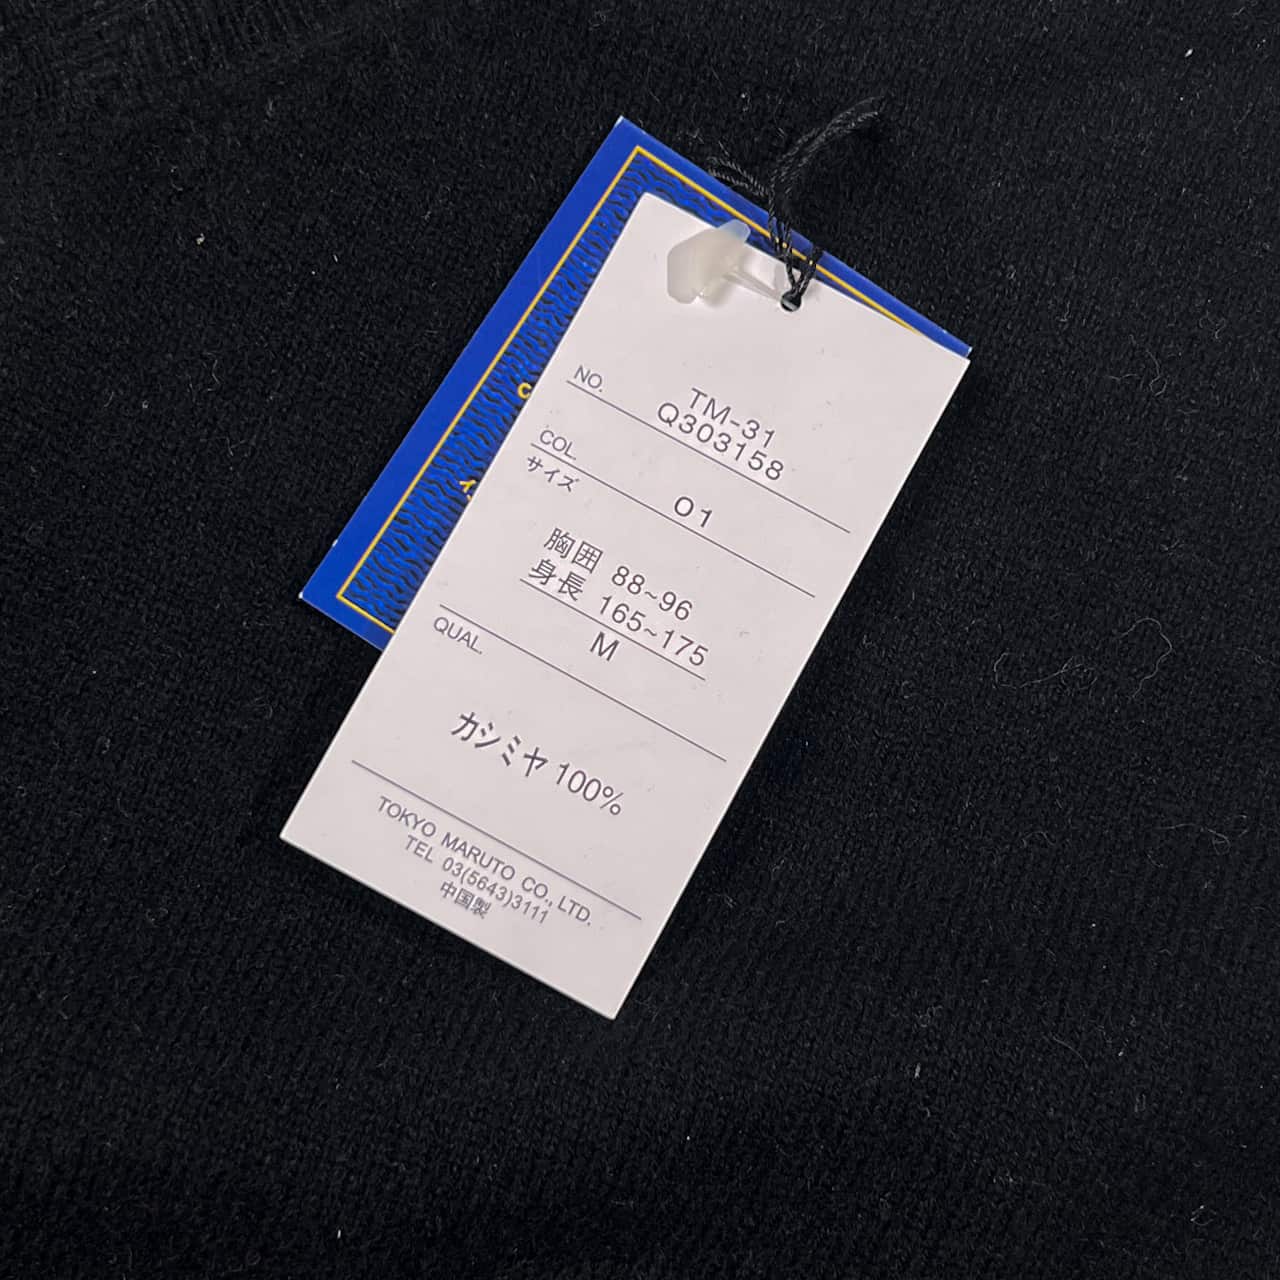 NO.
TM-31
Q303158
COL.
01
サイズ
胸囲 88~96
身長 165~175
M
QUAL.
カシミヤ 100%
TOKYO MARUTO CO., LTD.
TEL 03(5643)3111
中国製